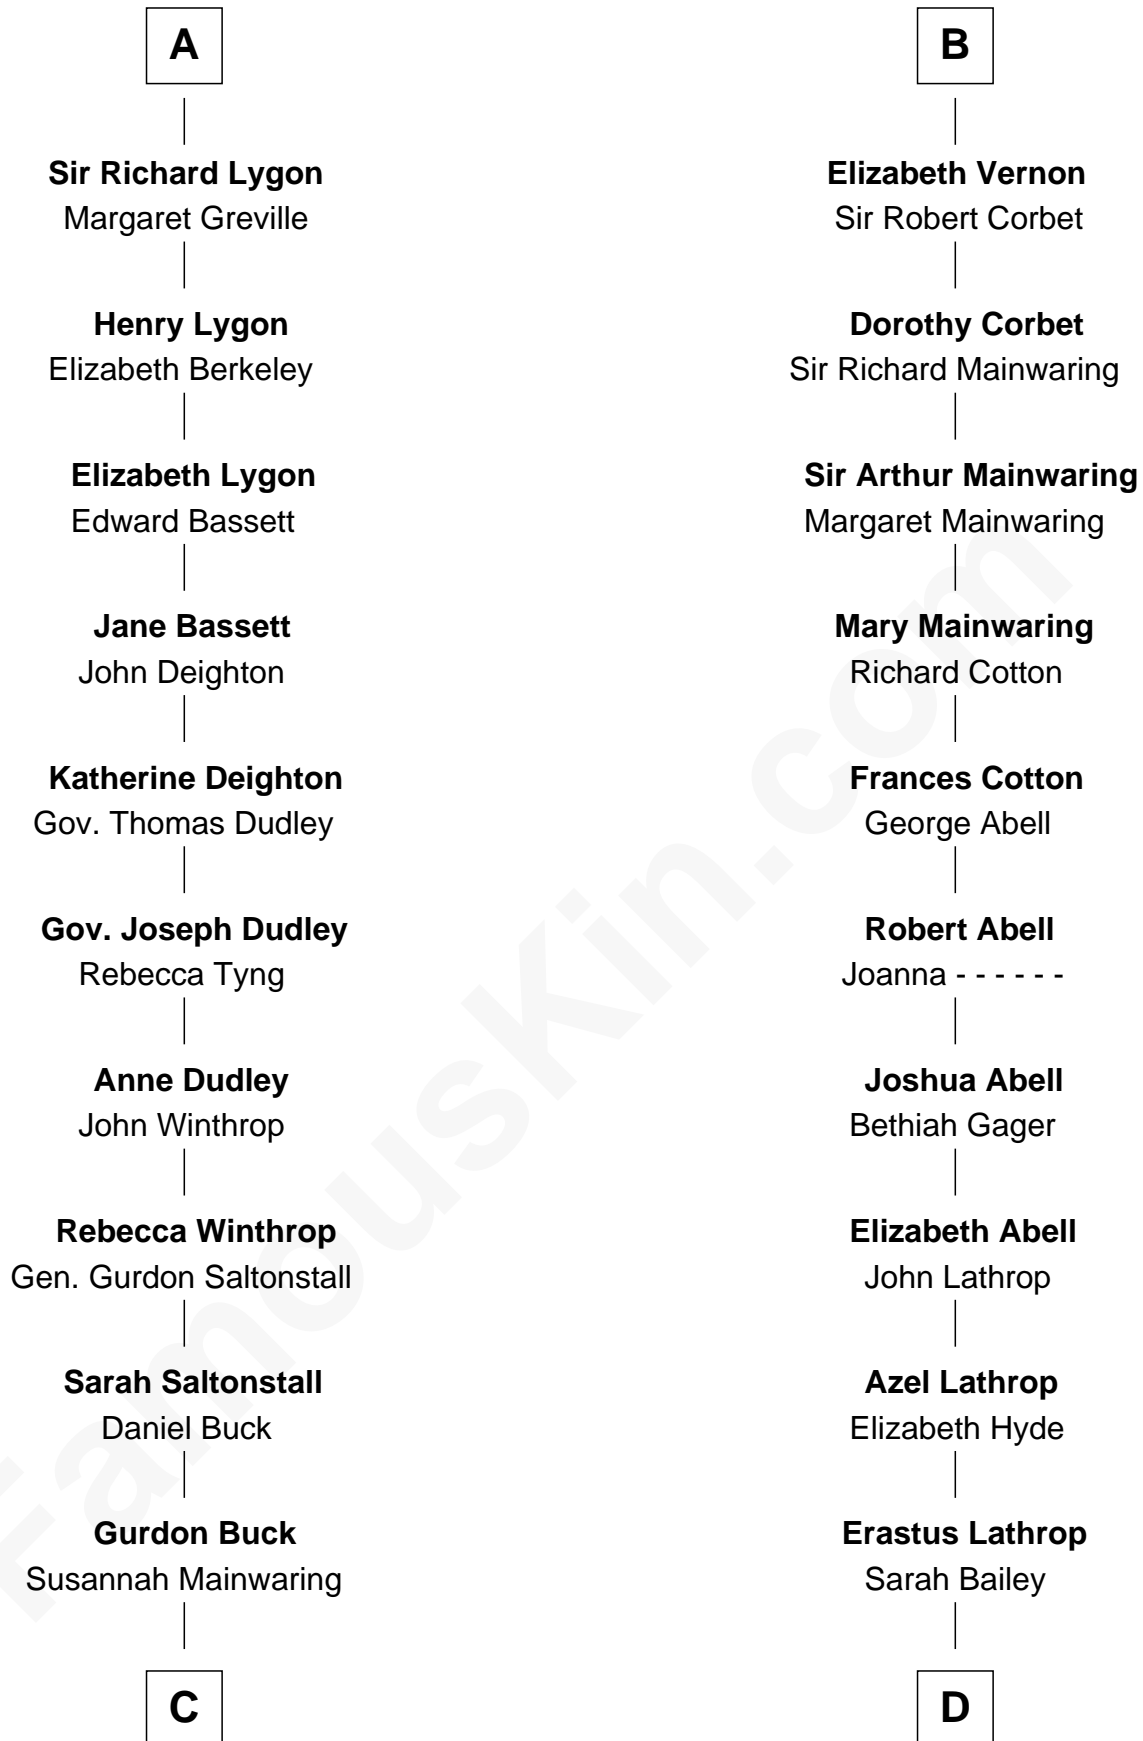 A
Sir Richard Lygon
Margaret Greville
Henry Lygon
Elizabeth Berkeley
Elizabeth Lygon
Edward Bassett
Jane Bassett
John Deighton
Katherine Deighton
Gov. Thomas Dudley
Gov. Joseph Dudley
Rebecca Tyng
Anne Dudley
John Winthrop
Rebecca Winthrop
Gen. Gurdon Saltonstall
Sarah Saltonstall
Daniel Buck
Gurdon Buck
Susannah Mainwaring
C
B
Elizabeth Vernon
Sir Robert Corbet
Dorothy Corbet
Sir Richard Mainwaring
Sir Arthur Mainwaring
Margaret Mainwaring
Mary Mainwaring
Richard Cotton
Frances Cotton
George Abell
Robert Abell
Joanna - - - - - -
Joshua Abell
Bethiah Gager
Elizabeth Abell
John Lathrop
Azel Lathrop
Elizabeth Hyde
Erastus Lathrop
Sarah Bailey
D
FamousKin.com